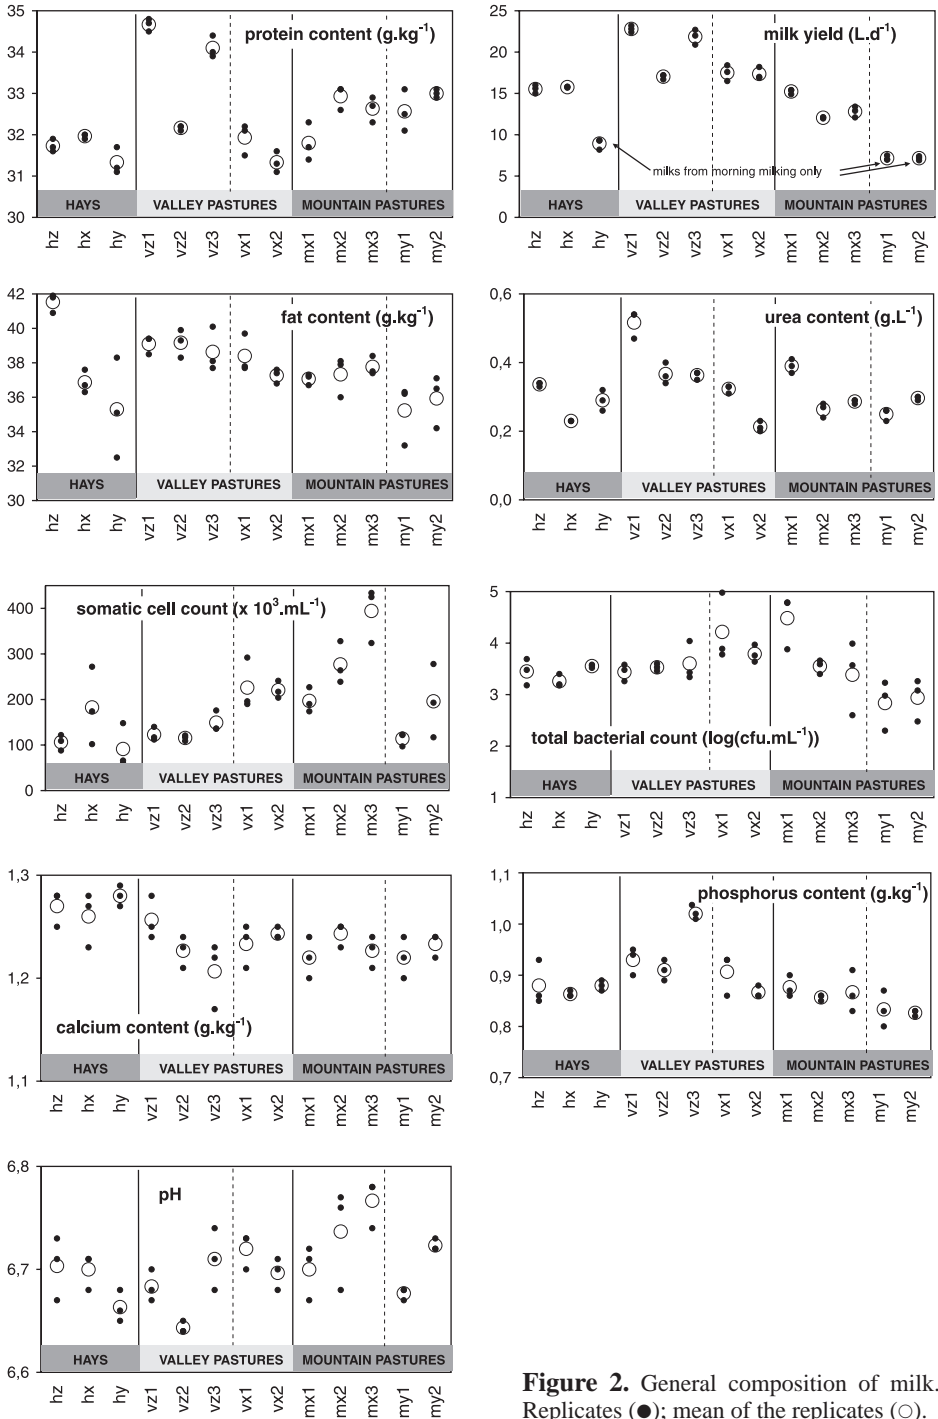 protein content (g.kg⁻¹)
35
34
33
32
31
30
HAYS VALLEY PASTURES MOUNTAIN PASTURES
hz hx hy vz1 vz2 vz3 vx1 vx2 mx1 mx2 mx3 my1 my2
milk yield (L.d⁻¹)
25
20
15
10
5
0
milks from morning milking only
HAYS VALLEY PASTURES MOUNTAIN PASTURES
hz hx hy vz1 vz2 vz3 vx1 vx2 mx1 mx2 mx3 my1 my2
fat content (g.kg⁻¹)
42
40
38
36
34
32
30
HAYS VALLEY PASTURES MOUNTAIN PASTURES
hz hx hy vz1 vz2 vz3 vx1 vx2 mx1 mx2 mx3 my1 my2
urea content (g.L⁻¹)
0,6
0,4
0,2
0,0
HAYS VALLEY PASTURES MOUNTAIN PASTURES
hz hx hy vz1 vz2 vz3 vx1 vx2 mx1 mx2 mx3 my1 my2
somatic cell count (x 10³.mL⁻¹)
400
300
200
100
0
HAYS VALLEY PASTURES MOUNTAIN PASTURES
hz hx hy vz1 vz2 vz3 vx1 vx2 mx1 mx2 mx3 my1 my2
5
4
3
2
1
total bacterial count (log(cfu.mL⁻¹))
HAYS VALLEY PASTURES MOUNTAIN PASTURES
hz hx hy vz1 vz2 vz3 vx1 vx2 mx1 mx2 mx3 my1 my2
1,3
1,2
1,1
calcium content (g.kg⁻¹)
HAYS VALLEY PASTURES MOUNTAIN PASTURES
hz hx hy vz1 vz2 vz3 vx1 vx2 mx1 mx2 mx3 my1 my2
phosphorus content (g.kg⁻¹)
1,1
1,0
0,9
0,8
0,7
HAYS VALLEY PASTURES MOUNTAIN PASTURES
hz hx hy vz1 vz2 vz3 vx1 vx2 mx1 mx2 mx3 my1 my2
pH
6,8
6,7
6,6
HAYS VALLEY PASTURES MOUNTAIN PASTURES
hz hx hy vz1 vz2 vz3 vx1 vx2 mx1 mx2 mx3 my1 my2
Figure 2. General composition of milk.
Replicates (●); mean of the replicates (○).